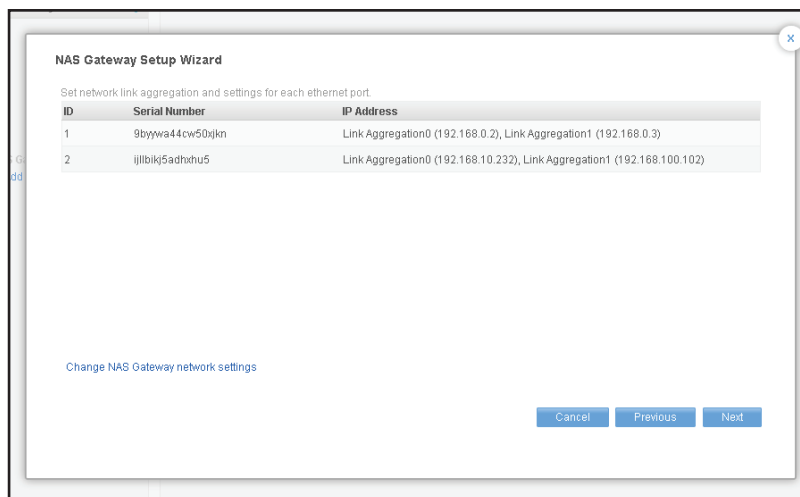 x
NAS Gateway Setup Wizard
Set network link aggregation and settings for each ethernet port.
ID Serial Number IP Address
1 9byywa44cw50xjkn Link Aggregation0 (192.168.0.2), Link Aggregation1 (192.168.0.3)
2 ijllbikj5adhxhu5 Link Aggregation0 (192.168.10.232), Link Aggregation1 (192.168.100.102)
Change NAS Gateway network settings
Cancel Previous Next